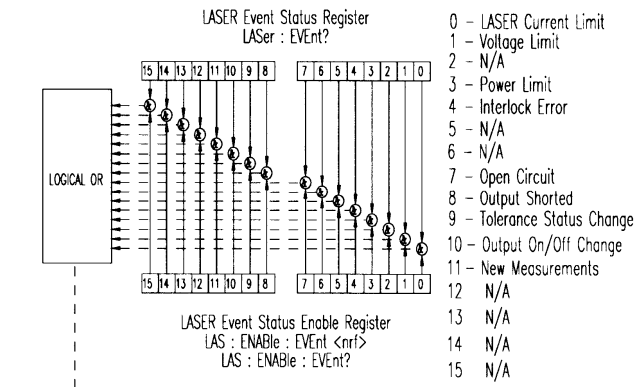 LASER Event Status Register
LASer : EVEnt?
15 14 13 12 11 10 9 8 7 6 5 4 3 2 1 0
LOGICAL OR
15 14 13 12 11 10 9 8 7 6 5 4 3 2 1 0
LASER Event Status Enable Register
LAS : ENABle : EVEnt <nrf>
LAS : ENABle : EVEnt?
0 - LASER Current Limit
1 - Voltage Limit
2 - N/A
3 - Power Limit
4 - Interlock Error
5 - N/A
6 - N/A
7 - Open Circuit
8 - Output Shorted
9 - Tolerance Status Change
10 - Output On/Off Change
11 - New Measurements
12 N/A
13 N/A
14 N/A
15 N/A